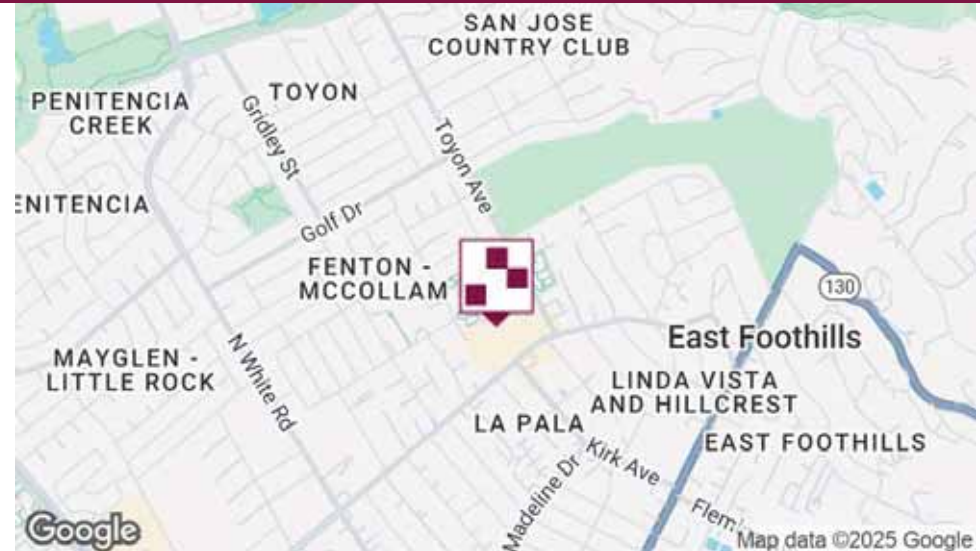 SAN JOSE
COUNTRY CLUB
PENITENCIA
CREEK
TOYON
Gridley St
Toyon Ave
ENITENCIA
Golf Dr
FENTON -
MCCOLLAM
130
East Foothills
MAYGLEN -
LITTLE ROCK
N White Rd
LINDA VISTA
AND HILLCREST
LA PALA
EAST FOOTHILLS
Kirk Ave
Madeline Dr
Google
Map data ©2025 Google